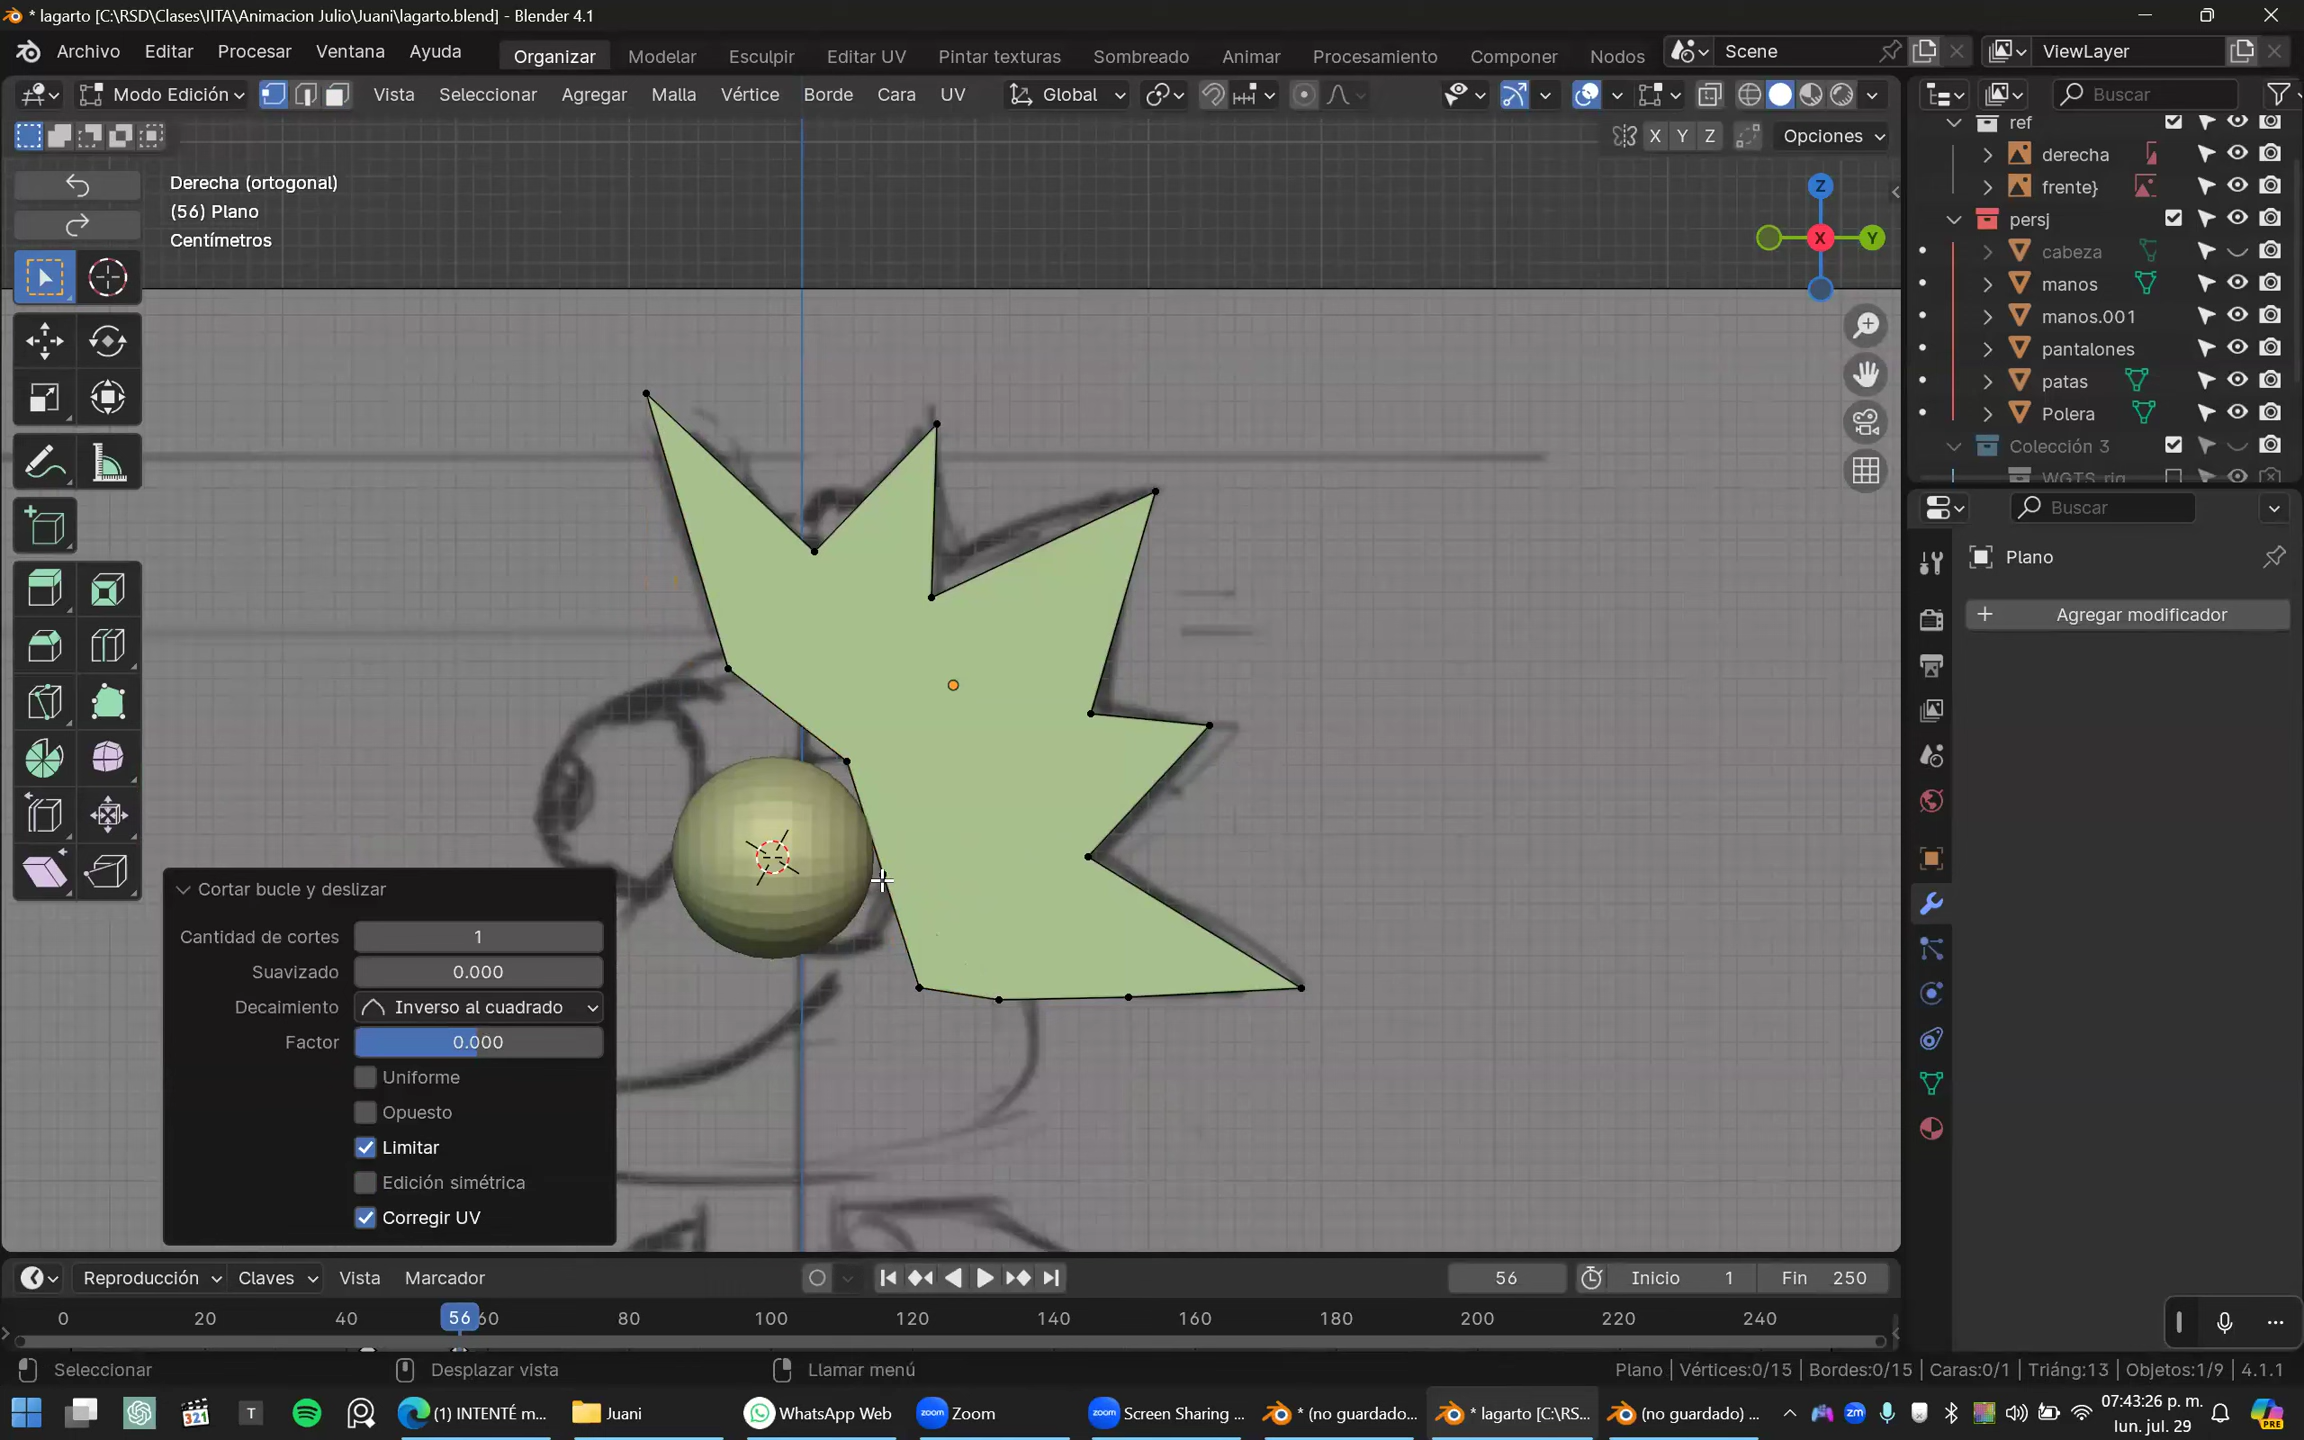 * lagarto [C:\RSD\Clases\IITA\Animacion Julio\Juani\lagarto.blend] - Blender 4.1
Archivo Editar Procesar Ventana Ayuda Organizar Modelar Esculpir Editar UV Pintar texturas Sombreado Animar Procesamiento Componer Nodos Scene ViewLayer
Modo Edición Vista Seleccionar Agregar Malla Vértice Borde Cara UV Global Buscar
X Y Z Opciones
Derecha (ortogonal)
(56) Plano
Centímetros
Z
X
Y
ref
derecha
frente}
persj
cabeza
manos
manos.001
pantalones
patas
Polera
Colección 3
WGTS_rig
Buscar
Plano
+ Agregar modificador
Cortar bucle y deslizar
Cantidad de cortes 1
Suavizado 0.000
Decaimiento Inverso al cuadrado
Factor 0.000
Uniforme
Opuesto
Limitar
Edición simétrica
Corregir UV
Reproducción Claves Vista Marcador 56 Inicio 1 Fin 250
0 20 40 56 60 80 100 120 140 160 180 200 220 240
Seleccionar Desplazar vista Llamar menú Plano | Vértices:0/15 | Bordes:0/15 | Caras:0/1 | Triáng:13 | Objetos:1/9 | 4.1.1
321 T (1) INTENTÉ m... Juani WhatsApp Web zoom Zoom zoom Screen Sharing ... * (no guardado... * lagarto [C:\RS... (no guardado) ... zm 07:43:26 p. m. PRE
lun. jul. 29